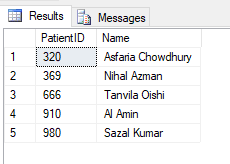 Results Messages
PatientID Name
1 320 Asfaria Chowdhury
2 369 Nihal Azman
3 666 Tanvila Oishi
4 910 Al Amin
5 980 Sazal Kumar